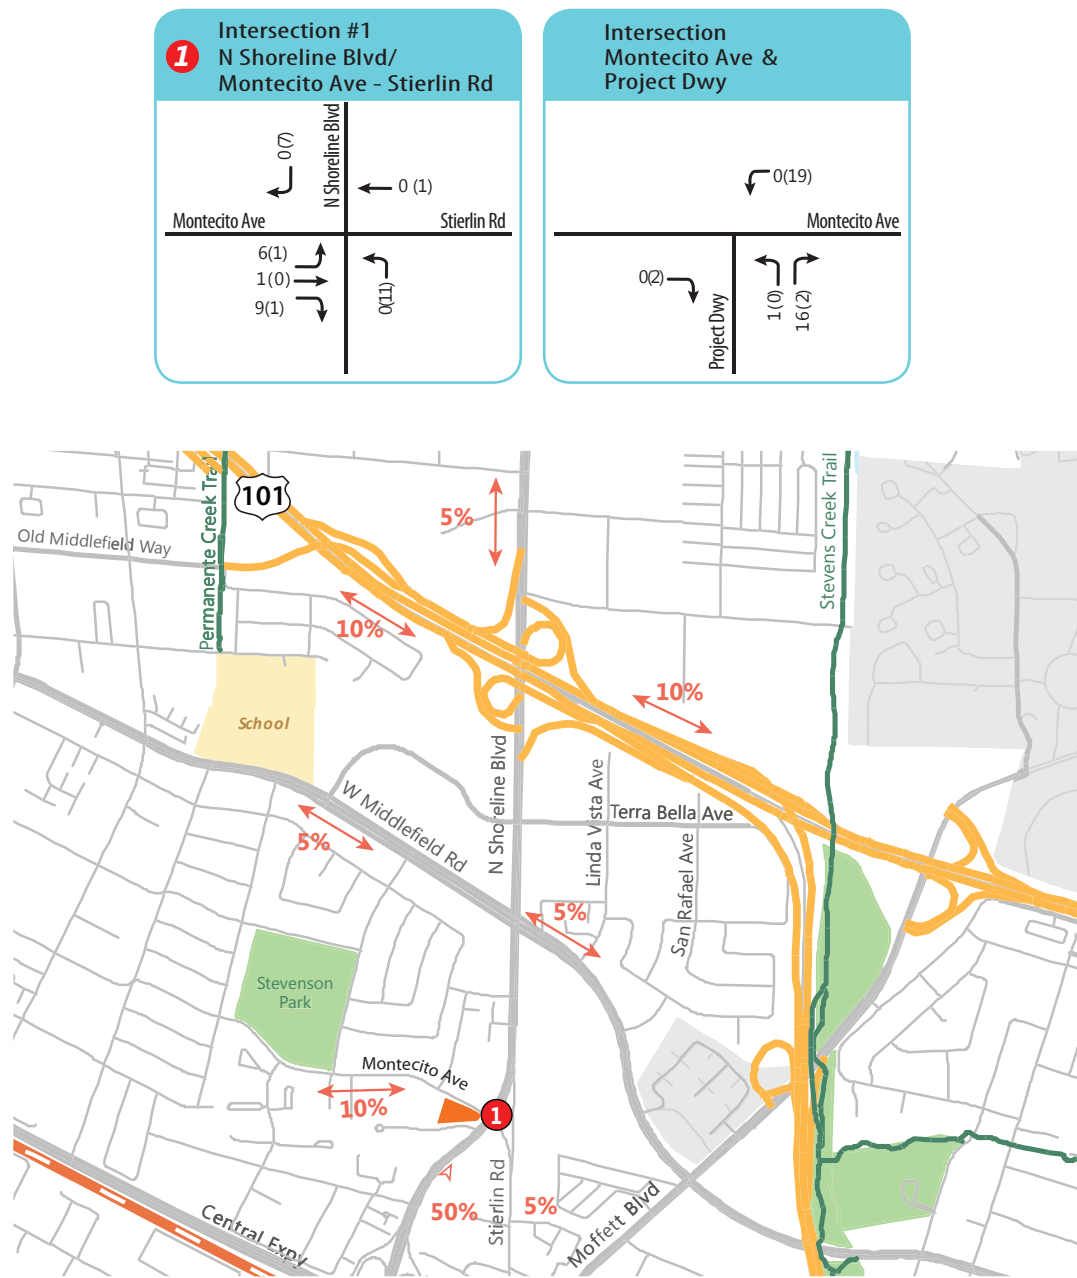 1
Intersection #1
N Shoreline Blvd/
Montecito Ave - Stierlin Rd
Intersection
Montecito Ave &
Project Dwy
0(7)
N Shoreline Blvd
0 (1)
Montecito Ave
Stierlin Rd
6(1)
1(0)
9(1)
0(11)
0(19)
Montecito Ave
0(2)
Project Dwy
1(0)
16(2)
Permanente Creek Trail
101
5%
Stevens Creek Trail
Old Middlefield Way
10%
10%
School
N Shoreline Blvd
W Middlefield Rd
Linda Vista Ave
Terra Bella Ave
5%
San Rafael Ave
5%
Stevenson
Park
Montecito Ave
10%
1
50%
Stierlin Rd
5%
Moffett Blvd
Central Expy